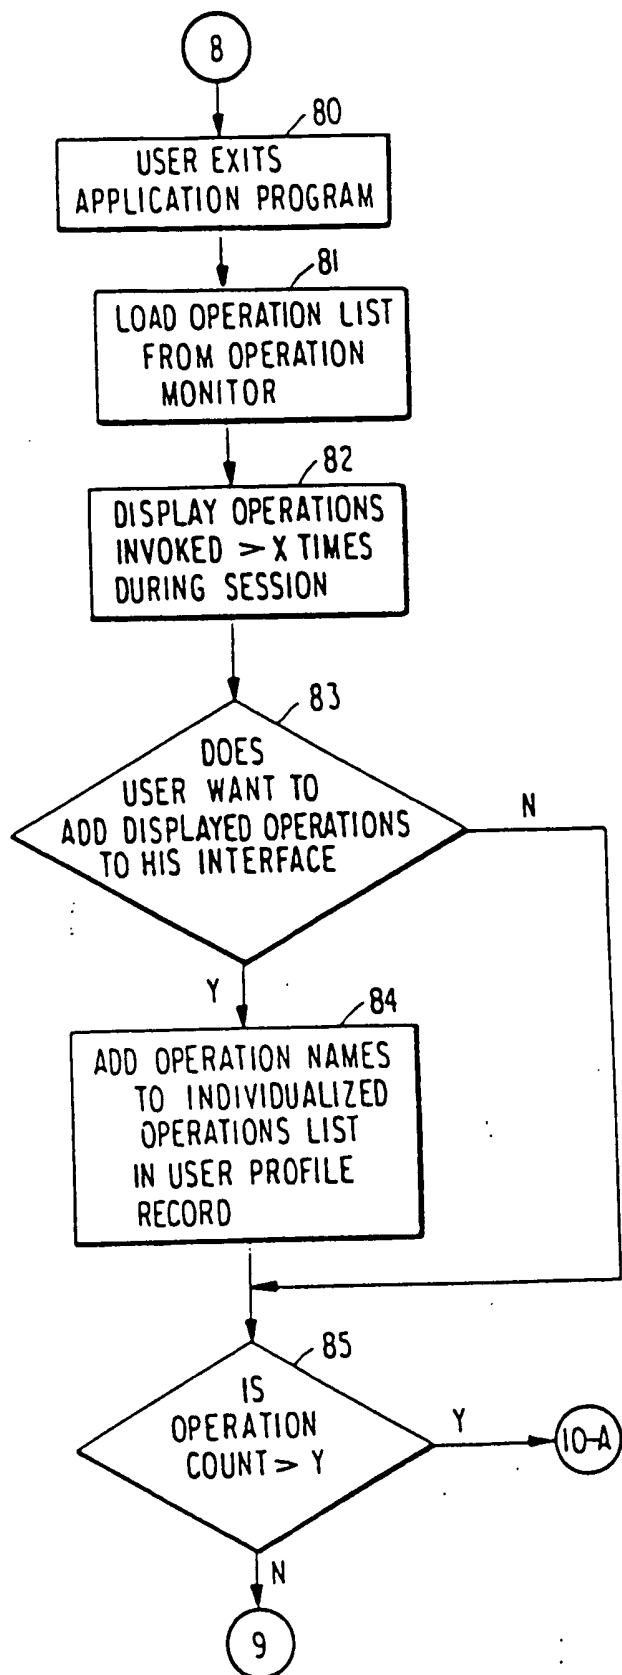 8
80
USER EXITS
APPLICATION PROGRAM
81
LOAD OPERATION LIST
FROM OPERATION
MONITOR
82
DISPLAY OPERATIONS
INVOKED > X TIMES
DURING SESSION
83
DOES
USER WANT TO
ADD DISPLAYED OPERATIONS
TO HIS INTERFACE
N
Y
84
ADD OPERATION NAMES
TO INDIVIDUALIZED
OPERATIONS LIST
IN USER PROFILE
RECORD
85
IS
OPERATION
COUNT > Y
Y
10-A
N
9